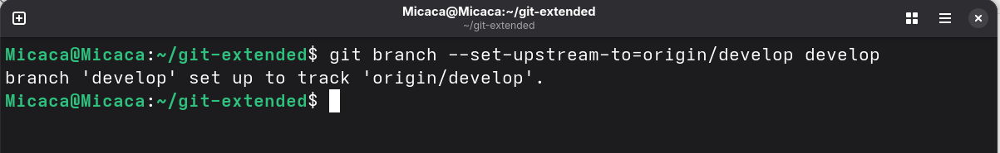 Micaca@Micaca:~/git-extended
~/git-extended
Micaca@Micaca:~/git-extended$ git branch --set-upstream-to=origin/develop develop
branch 'develop' set up to track 'origin/develop'.
Micaca@Micaca:~/git-extended$